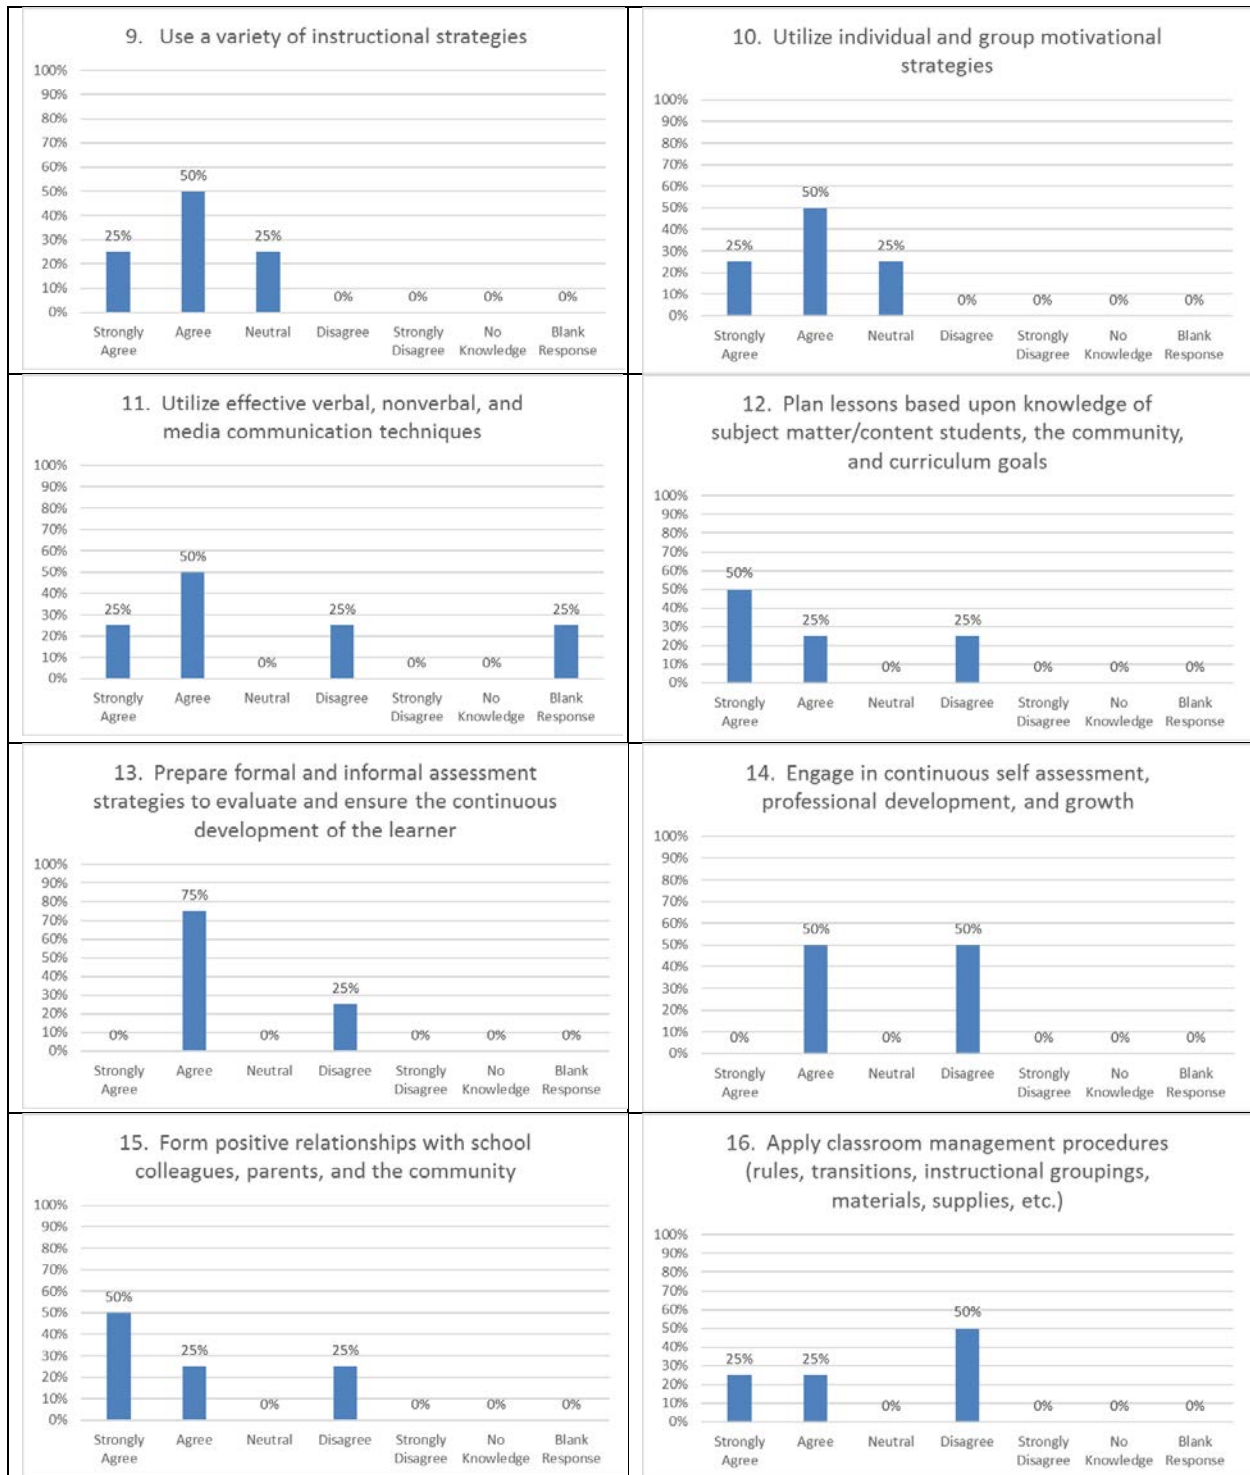 9. Use a variety of instructional strategies
100%
90%
80%
70%
60%
50%
40%
30%
20%
10%
0%
25%
50%
25%
0%
0%
0%
0%
Strongly Agree
Agree
Neutral
Disagree
Strongly Disagree
No Knowledge
Blank Response
10. Utilize individual and group motivational
strategies
100%
90%
80%
70%
60%
50%
40%
30%
20%
10%
0%
25%
50%
25%
0%
0%
0%
0%
Strongly Agree
Agree
Neutral
Disagree
Strongly Disagree
No Knowledge
Blank Response
11. Utilize effective verbal, nonverbal, and
media communication techniques
100%
90%
80%
70%
60%
50%
40%
30%
20%
10%
0%
25%
50%
0%
25%
0%
0%
25%
Strongly Agree
Agree
Neutral
Disagree
Strongly Disagree
No Knowledge
Blank Response
12. Plan lessons based upon knowledge of
subject matter/content students, the community,
and curriculum goals
100%
90%
80%
70%
60%
50%
40%
30%
20%
10%
0%
50%
25%
0%
25%
0%
0%
0%
Strongly Agree
Agree
Neutral
Disagree
Strongly Disagree
No Knowledge
Blank Response
13. Prepare formal and informal assessment
strategies to evaluate and ensure the continuous
development of the learner
100%
90%
80%
70%
60%
50%
40%
30%
20%
10%
0%
0%
75%
0%
25%
0%
0%
0%
Strongly Agree
Agree
Neutral
Disagree
Strongly Disagree
No Knowledge
Blank Response
14. Engage in continuous self assessment,
professional development, and growth
100%
90%
80%
70%
60%
50%
40%
30%
20%
10%
0%
0%
50%
0%
50%
0%
0%
0%
Strongly Agree
Agree
Neutral
Disagree
Strongly Disagree
No Knowledge
Blank Response
15. Form positive relationships with school
colleagues, parents, and the community
100%
90%
80%
70%
60%
50%
40%
30%
20%
10%
0%
50%
25%
0%
25%
0%
0%
0%
Strongly Agree
Agree
Neutral
Disagree
Strongly Disagree
No Knowledge
Blank Response
16. Apply classroom management procedures
(rules, transitions, instructional groupings,
materials, supplies, etc.)
100%
90%
80%
70%
60%
50%
40%
30%
20%
10%
0%
25%
25%
0%
50%
0%
0%
0%
Strongly Agree
Agree
Neutral
Disagree
Strongly Disagree
No Knowledge
Blank Response